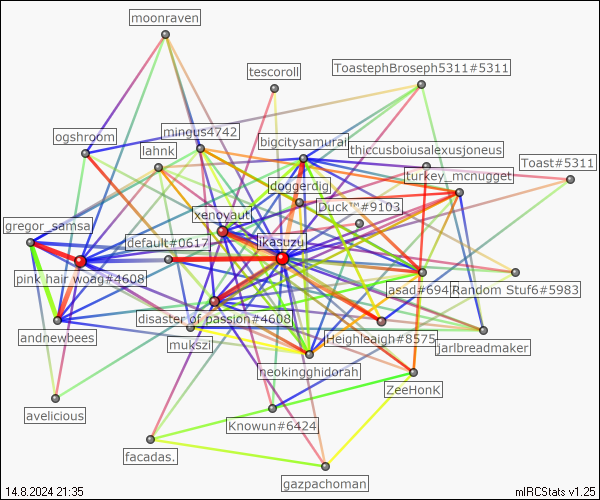 moonraven
tescoroll
ToastephBroseph5311#5311
ogshroom
mingus4742
lahnk
bigcitysamurai
thiccusboiusalexusjoneus
Toast#5311
turkey_mcnugget
doggerdig
Duck™#9103
xenovaut
gregor_samsa
default#0617
ikasuzu
pink hair woag#4608
asad#694
Random Stuf6#5983
disaster of passion#4608
andnewbees
mukszi
Heighleaigh#8575
jarlbreadmaker
neokingghidorah
ZeeHonK
avelicious
Knowun#6424
facadas.
gazpachoman
14.8.2024 21:35
mIRCStats v1.25